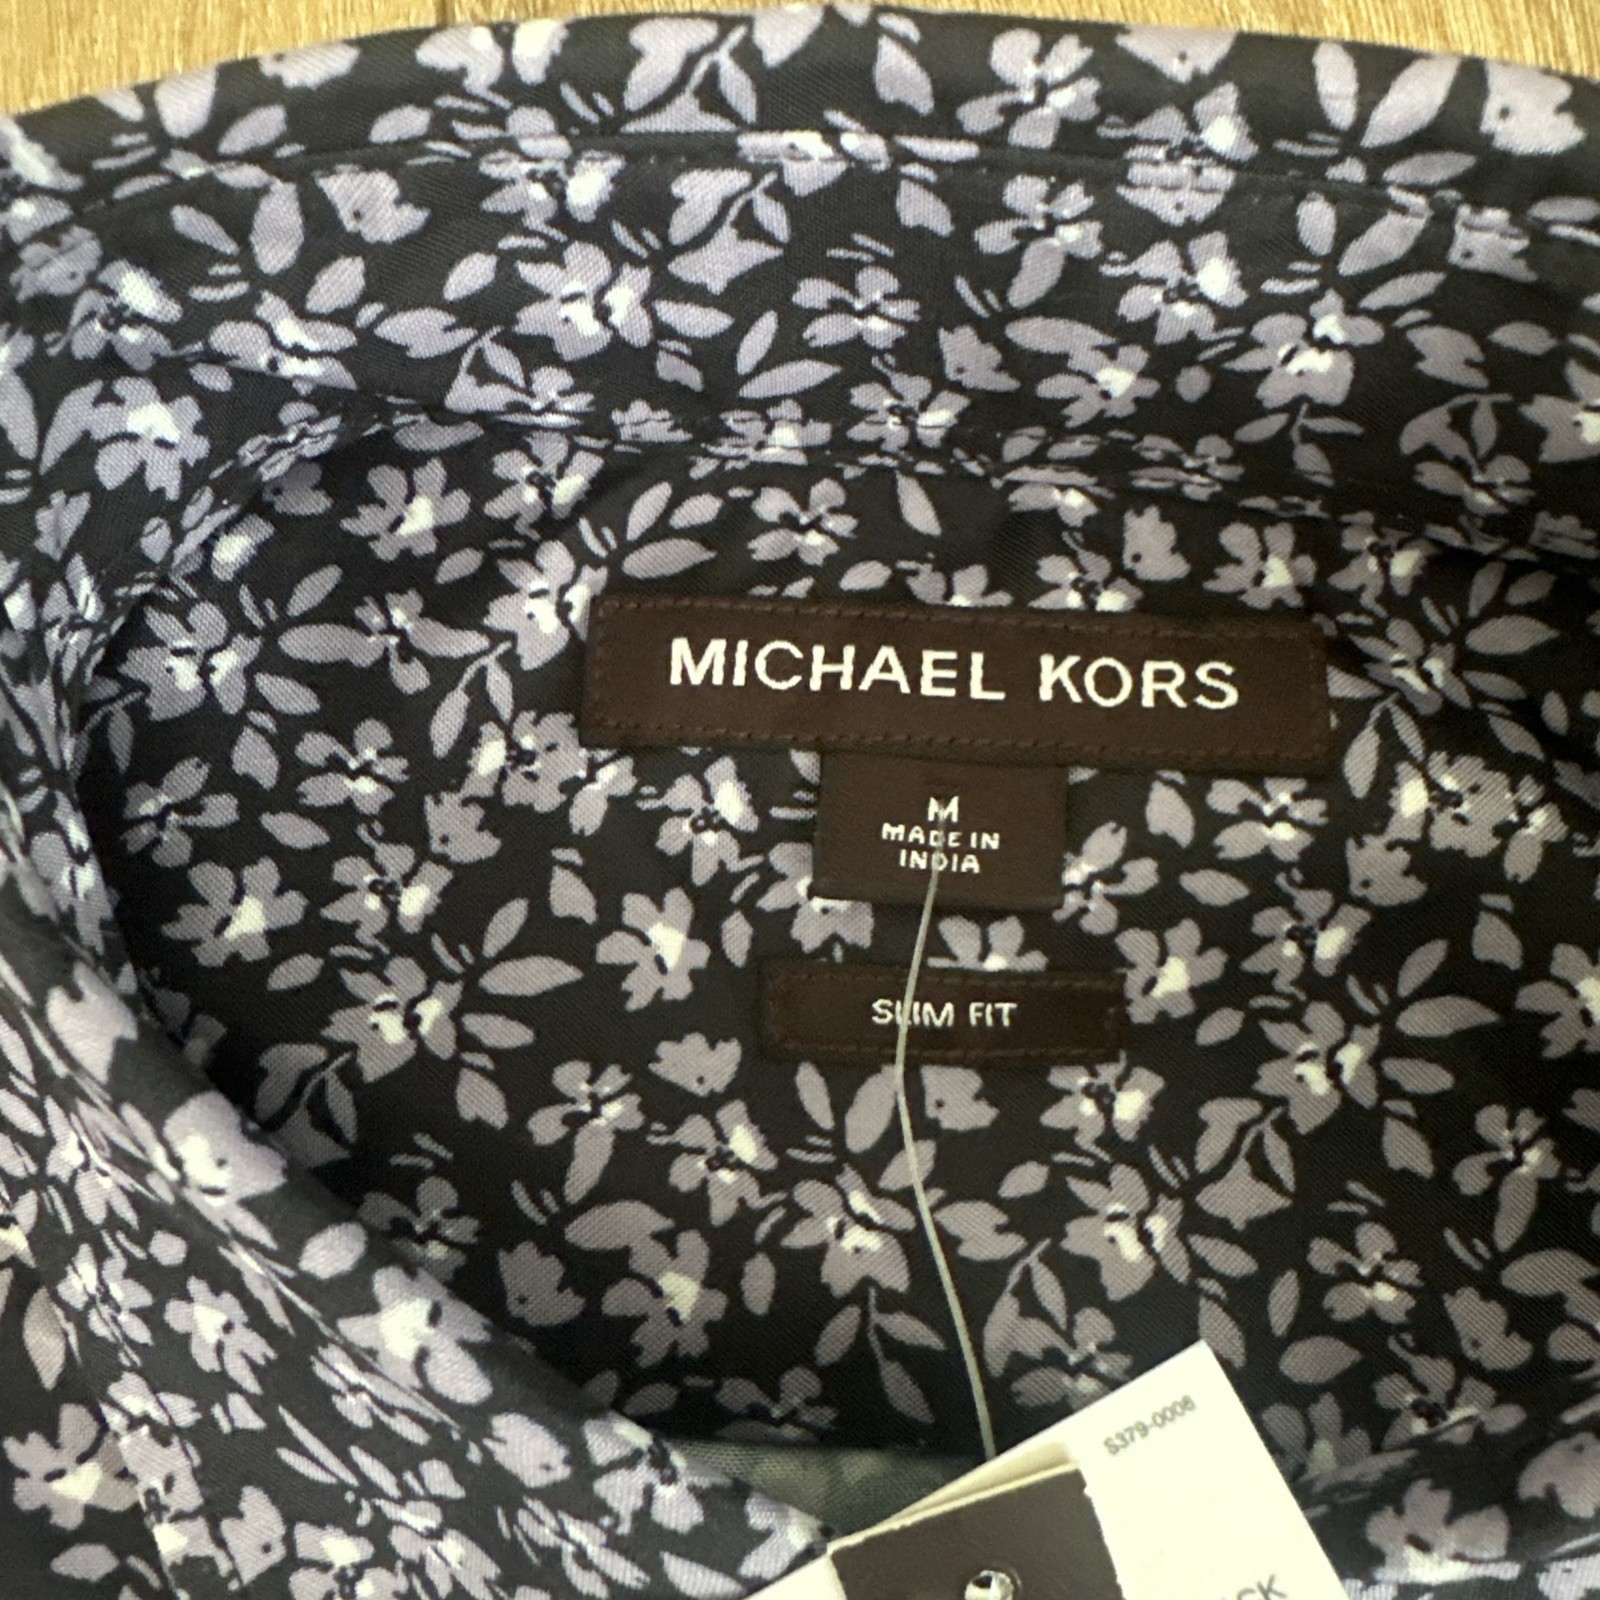 MICHAEL KORS
M
MADE IN
INDIA
SLIM FIT
S379-0006